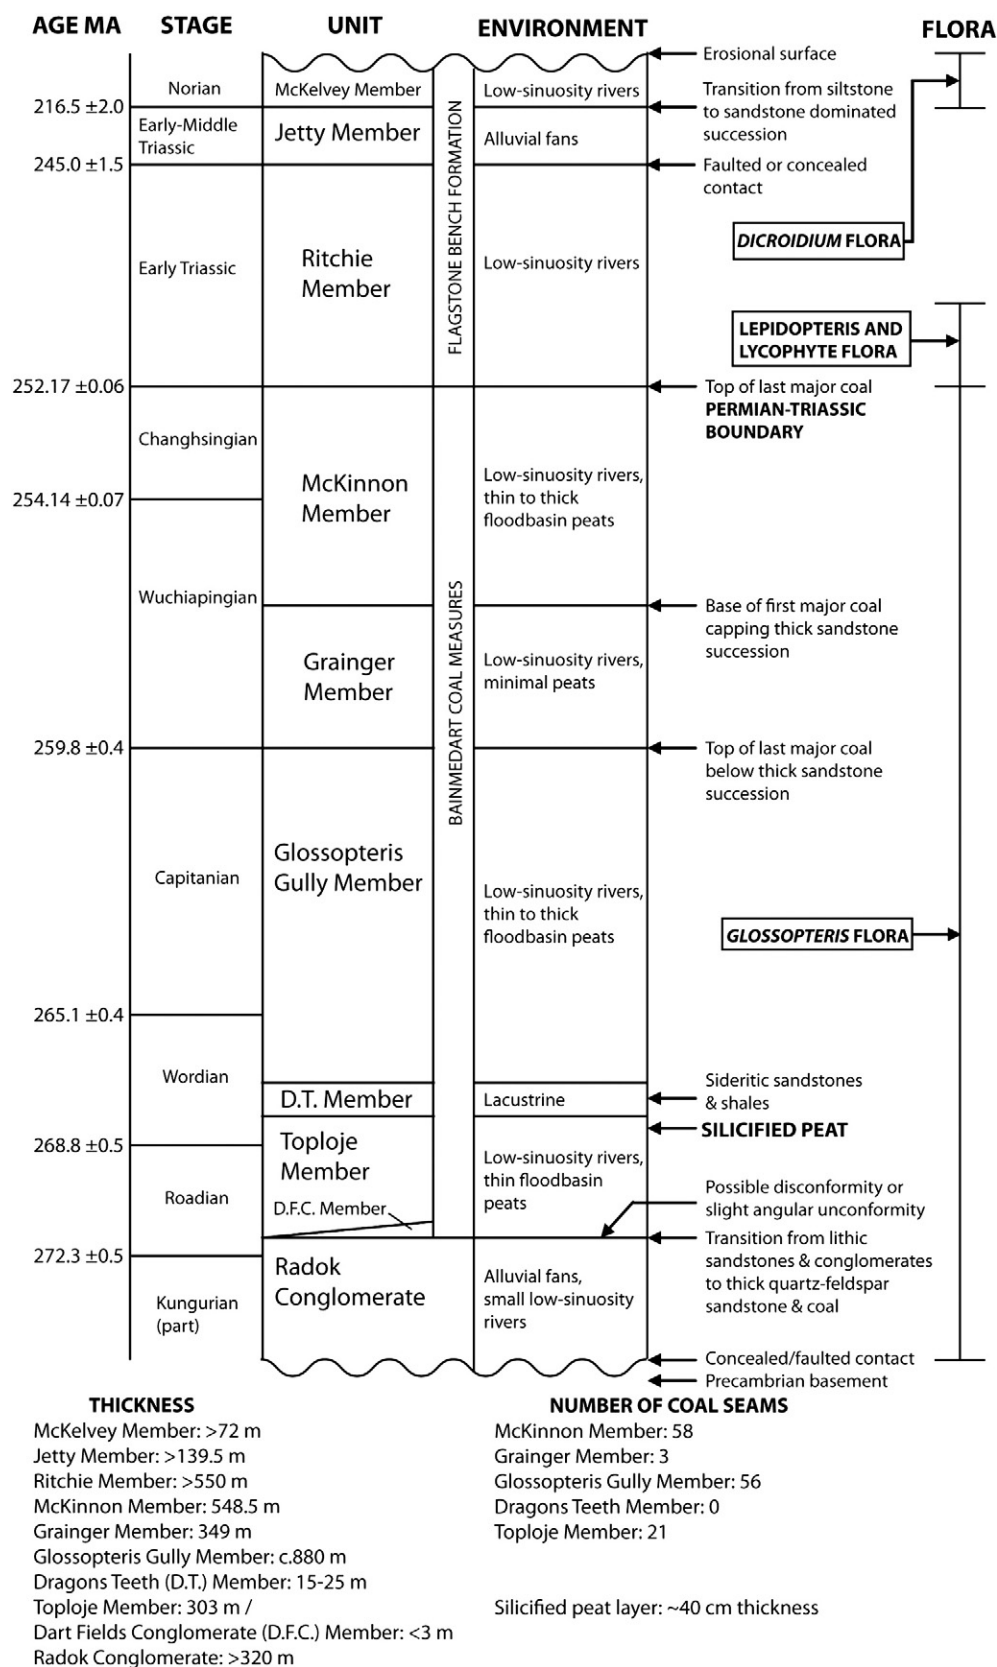 AGE MA
STAGE
UNIT
ENVIRONMENT
FLORA
Erosional surface
Norian
McKelvey Member
Low-sinuosity rivers
Transition from siltstone
to sandstone dominated
succession
216.5 ±2.0
Early-Middle
Triassic
Jetty Member
Alluvial fans
245.0 ±1.5
Faulted or concealed
contact
FLAGSTONE BENCH FORMATION
DICROIDIUM FLORA
Early Triassic
Ritchie
Member
Low-sinuosity rivers
LEPIDOPTERIS AND
LYCOPHYTE FLORA
252.17 ±0.06
Top of last major coal
PERMIAN-TRIASSIC
BOUNDARY
Changhsingian
McKinnon
Member
Low-sinuosity rivers,
thin to thick
floodbasin peats
254.14 ±0.07
Wuchiapingian
Base of first major coal
capping thick sandstone
succession
BAINMEDART COAL MEASURES
Grainger
Member
Low-sinuosity rivers,
minimal peats
259.8 ±0.4
Top of last major coal
below thick sandstone
succession
Capitanian
Glossopteris
Gully Member
Low-sinuosity rivers,
thin to thick
floodbasin peats
GLOSSOPTERIS FLORA
265.1 ±0.4
Wordian
D.T. Member
Lacustrine
Sideritic sandstones
& shales
SILICIFIED PEAT
268.8 ±0.5
Toploje
Member
Low-sinuosity rivers,
thin floodbasin
peats
Roadian
D.F.C. Member
Possible disconformity or
slight angular unconformity
Transition from lithic
sandstones & conglomerates
to thick quartz-feldspar
sandstone & coal
272.3 ±0.5
Radok
Conglomerate
Alluvial fans,
small low-sinuosity
rivers
Kungurian
(part)
Concealed/faulted contact
Precambrian basement
THICKNESS
McKelvey Member: >72 m
Jetty Member: >139.5 m
Ritchie Member: >550 m
McKinnon Member: 548.5 m
Grainger Member: 349 m
Glossopteris Gully Member: c.880 m
Dragons Teeth (D.T.) Member: 15-25 m
Toploje Member: 303 m /
Dart Fields Conglomerate (D.F.C.) Member: <3 m
Radok Conglomerate: >320 m
NUMBER OF COAL SEAMS
McKinnon Member: 58
Grainger Member: 3
Glossopteris Gully Member: 56
Dragons Teeth Member: 0
Toploje Member: 21
Silicified peat layer: ~40 cm thickness